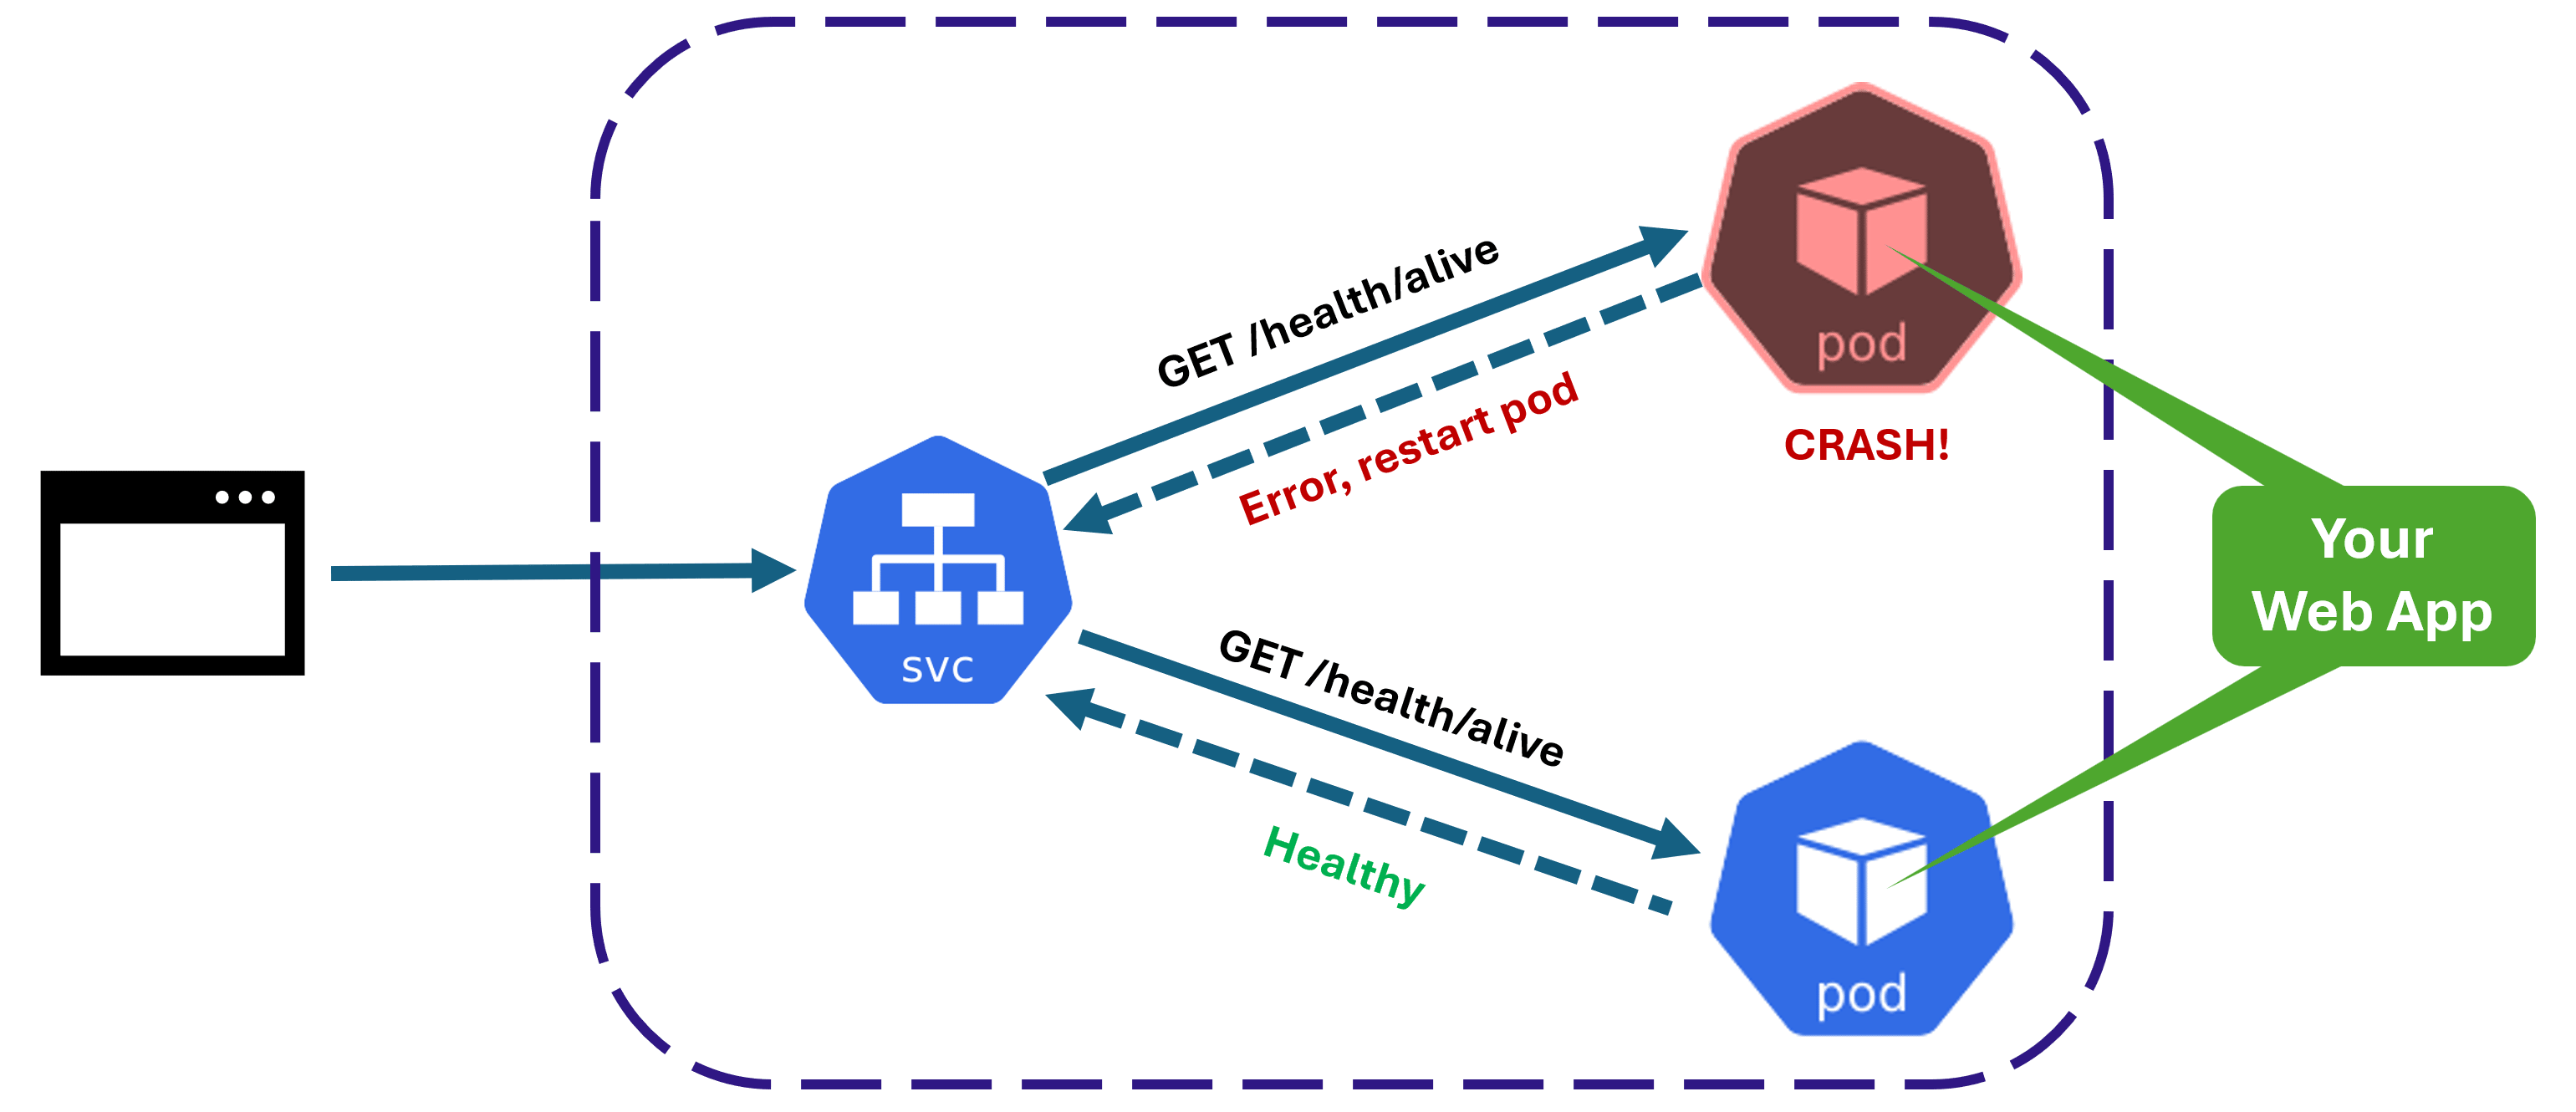 GET /health/alive
pod
Error, restart pod
CRASH!
Your
Web App
svc
GET /health/alive
Healthy
pod